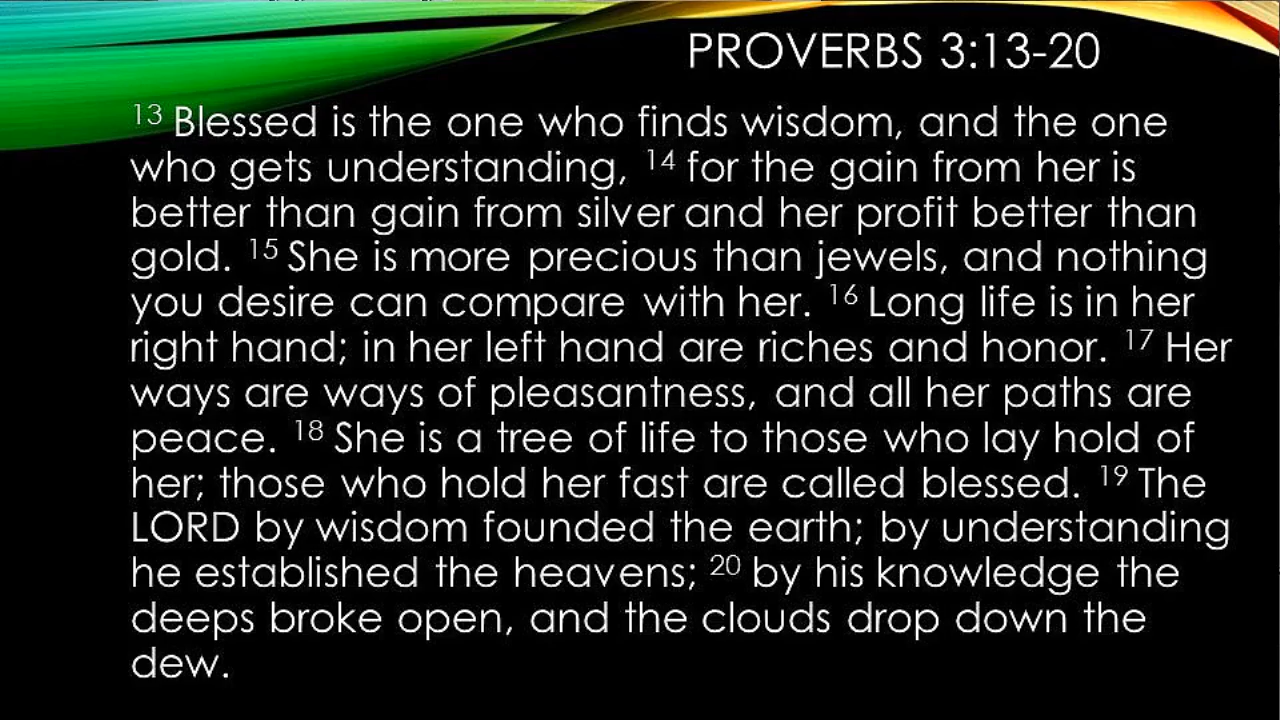 PROVERBS 3:13-20
13 Blessed is the one who finds wisdom, and the one
who gets understanding, 14 for the gain from her is
better than gain from silver and her profit better than
gold. 15 She is more precious than jewels, and nothing
you desire can compare with her. 16 Long life is in her
right hand; in her left hand are riches and honor. 17 Her
ways are ways of pleasantness, and all her paths are
peace. 18 She is a tree of life to those who lay hold of
her; those who hold her fast are called blessed. 19 The
LORD by wisdom founded the earth; by understanding
he established the heavens; 20 by his knowledge the
deeps broke open, and the clouds drop down the
dew.